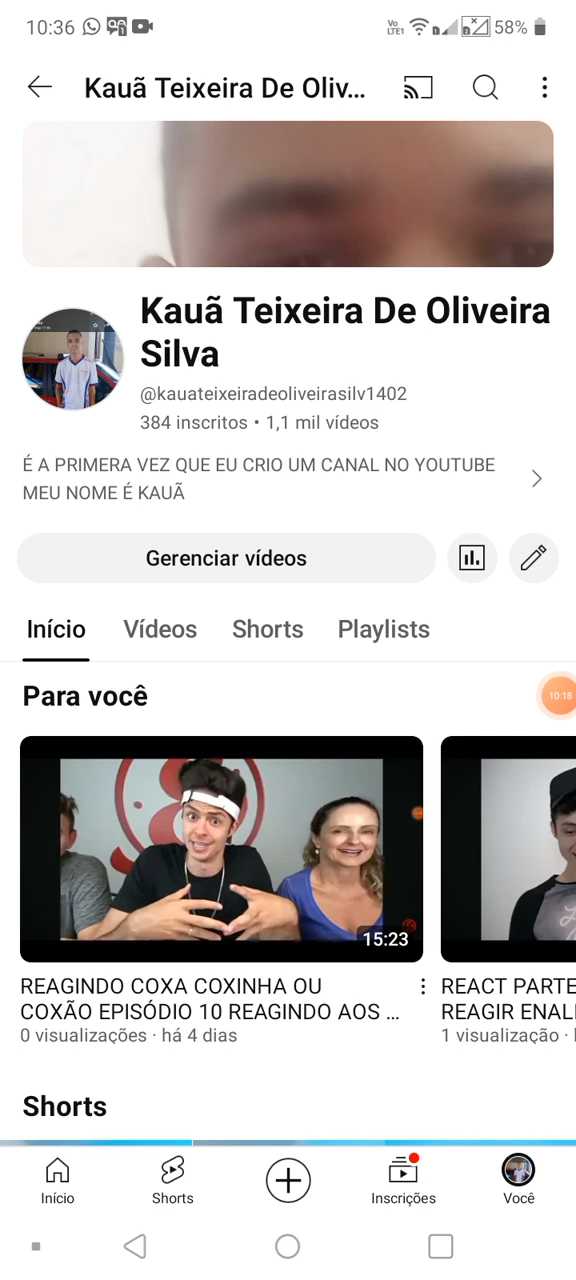 10:36
Vo
LTE1
58%
Kauã Teixeira De Oliv...
Kauã Teixeira De Oliveira
Silva
@kauateixeiradeoliveirasilv1402
384 inscritos • 1,1 mil vídeos
É A PRIMERA VEZ QUE EU CRIO UM CANAL NO YOUTUBE
MEU NOME É KAUÃ
Gerenciar vídeos
Início
Vídeos
Shorts
Playlists
Para você
10:18
15:23
REAGINDO COXA COXINHA OU
COXÃO EPISÓDIO 10 REAGINDO AOS ...
0 visualizações · há 4 dias
REACT PARTE
REAGIR ENAL
1 visualização ·
Shorts
Início
Shorts
Inscrições
Você